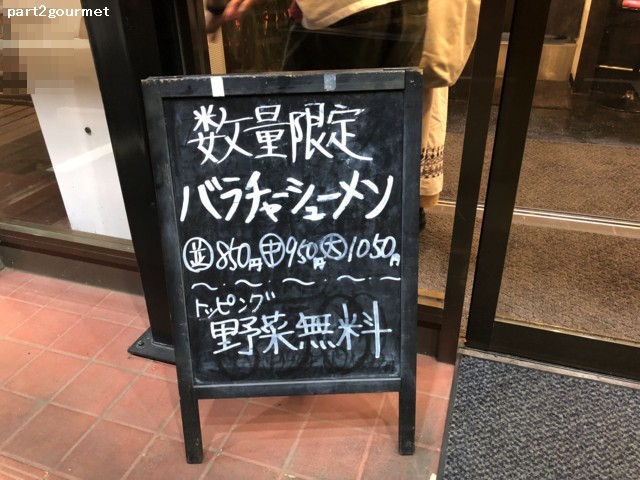 part2gourmet
数量限定
バラチャーシューメン
並850円 中950円 大1050円
トッピング
野菜無料